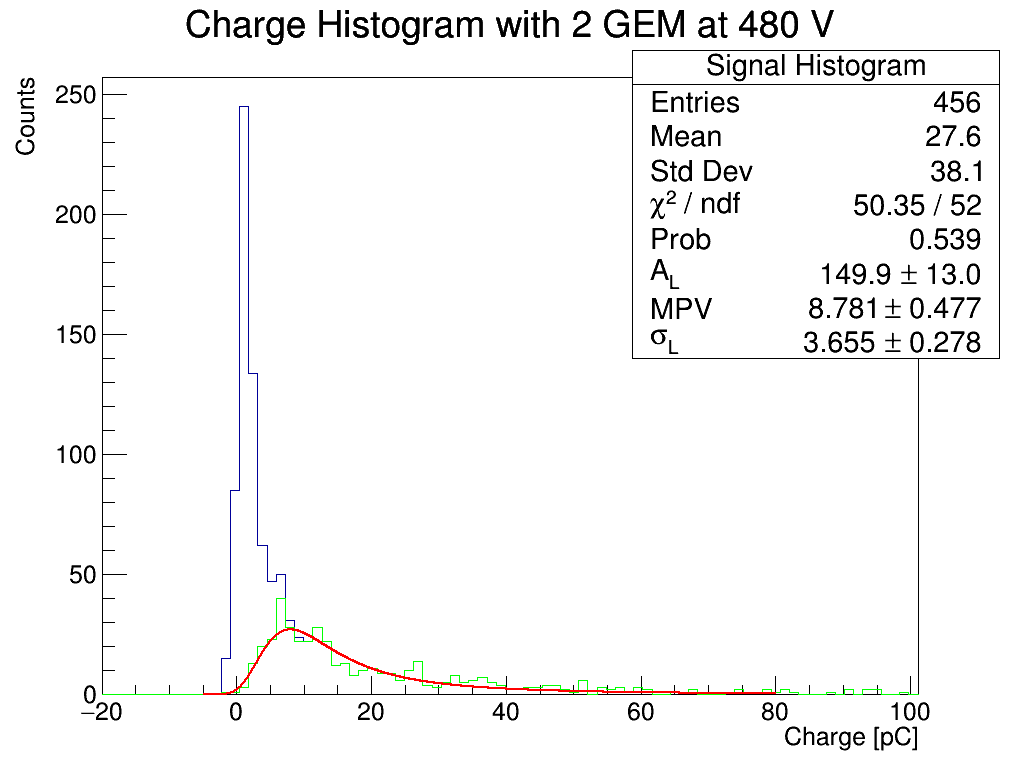 Charge Histogram with 2 GEM at 480 V
Signal Histogram
Entries 456
Mean 27.6
Std Dev 38.1
χ² / ndf 50.35 / 52
Prob 0.539
A_L 149.9 ± 13.0
MPV 8.781 ± 0.477
σ_L 3.655 ± 0.278
Counts
250
200
150
100
50
0
−20 0 20 40 60 80 100
Charge [pC]